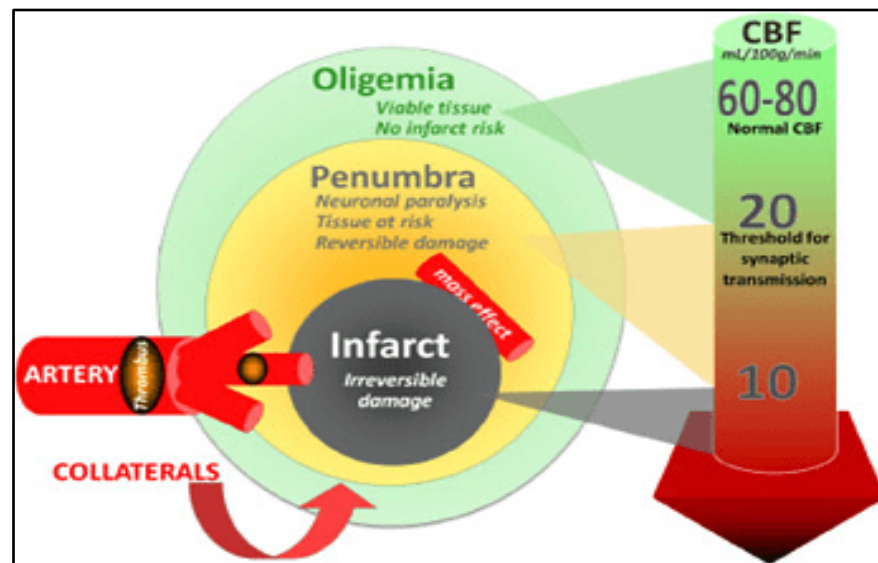 Oligemia
Viable tissue
No infarct risk
Penumbra
Neuronal paralysis
Tissue at risk
Reversible damage
mass effect
Infarct
Irreversible
damage
ARTERY
Thrombus
COLLATERALS
CBF
mL/100g/min
60-80
Normal CBF
20
Threshold for
synaptic
transmission
10